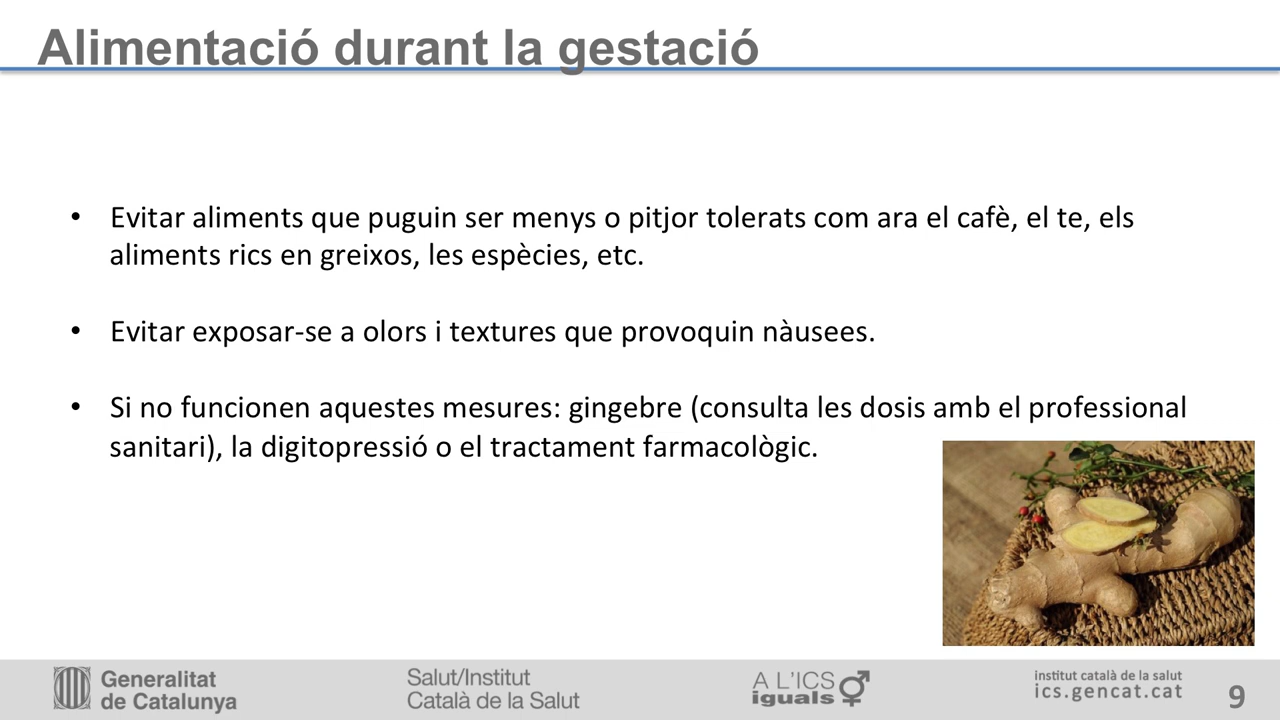 Alimentació durant la gestació
• Evitar aliments que puguin ser menys o pitjor tolerats com ara el cafè, el te, els
aliments rics en greixos, les espècies, etc.
• Evitar exposar-se a olors i textures que provoquin nàusees.
• Si no funcionen aquestes mesures: gingebre (consulta les dosis amb el professional
sanitari), la digitopressió o el tractament farmacològic.
Generalitat
de Catalunya
Salut/Institut
Català de la Salut
A L'ICS
iguals
institut català de la salut
ics.gencat.cat
9